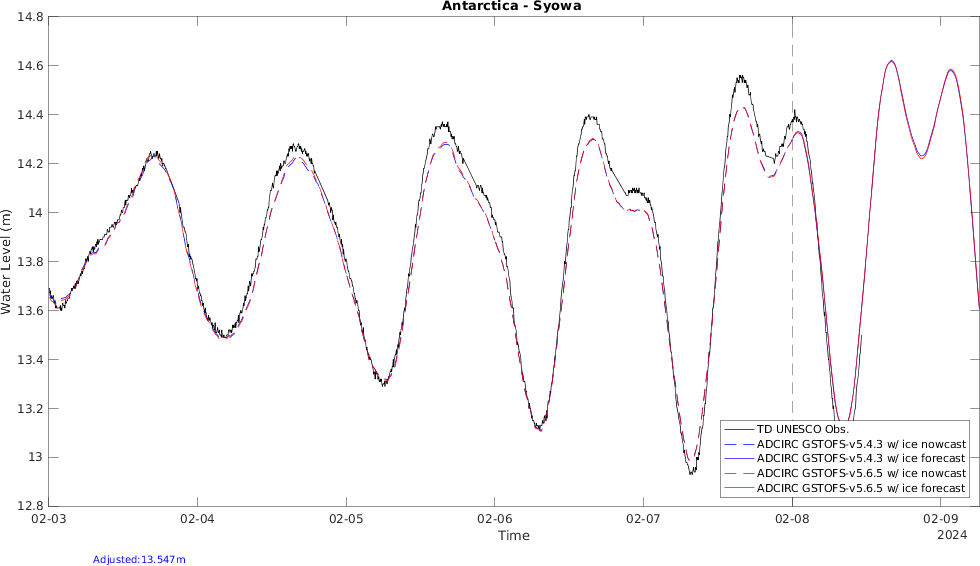 Antarctica - Syowa
14.8
14.6
14.4
14.2
14
13.8
13.6
13.4
13.2
13
12.8
Water Level (m)
TD UNESCO Obs.
ADCIRC GSTOFS-v5.4.3 w/ ice nowcast
ADCIRC GSTOFS-v5.4.3 w/ ice forecast
ADCIRC GSTOFS-v5.6.5 w/ ice nowcast
ADCIRC GSTOFS-v5.6.5 w/ ice forecast
02-03 02-04 02-05 02-06 02-07 02-08 02-09
Time
2024
Adjusted:13.547m